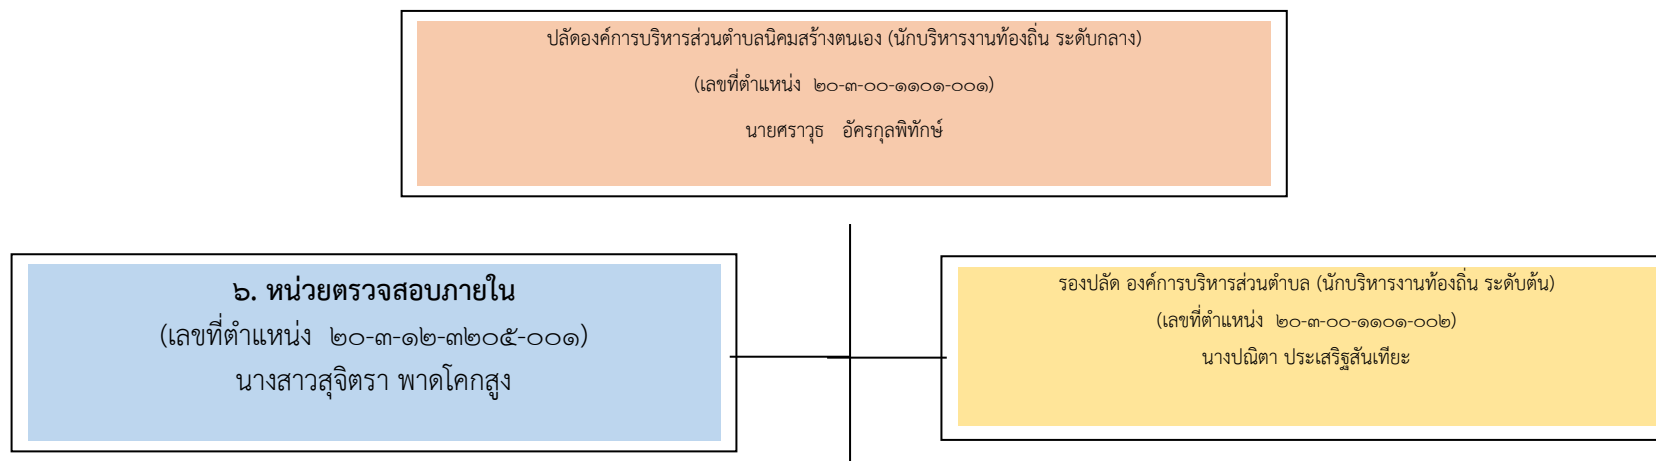 ปลัดองค์การบริหารส่วนตำบลนิคมสร้างตนเอง (นักบริหารงานท้องถิ่น ระดับกลาง)
(เลขที่ตำแหน่ง ๒๐-๓-๐๐-๑๑๐๑-๐๐๑)
นายศราวุธ อัครกุลพิทักษ์
๖. หน่วยตรวจสอบภายใน
(เลขที่ตำแหน่ง ๒๐-๓-๑๒-๓๒๐๕-๐๐๑)
นางสาวสุจิตรา พาดโคกสูง
รองปลัด องค์การบริหารส่วนตำบล (นักบริหารงานท้องถิ่น ระดับต้น)
(เลขที่ตำแหน่ง ๒๐-๓-๐๐-๑๑๐๑-๐๐๒)
นางปณิตา ประเสริฐสันเทียะ